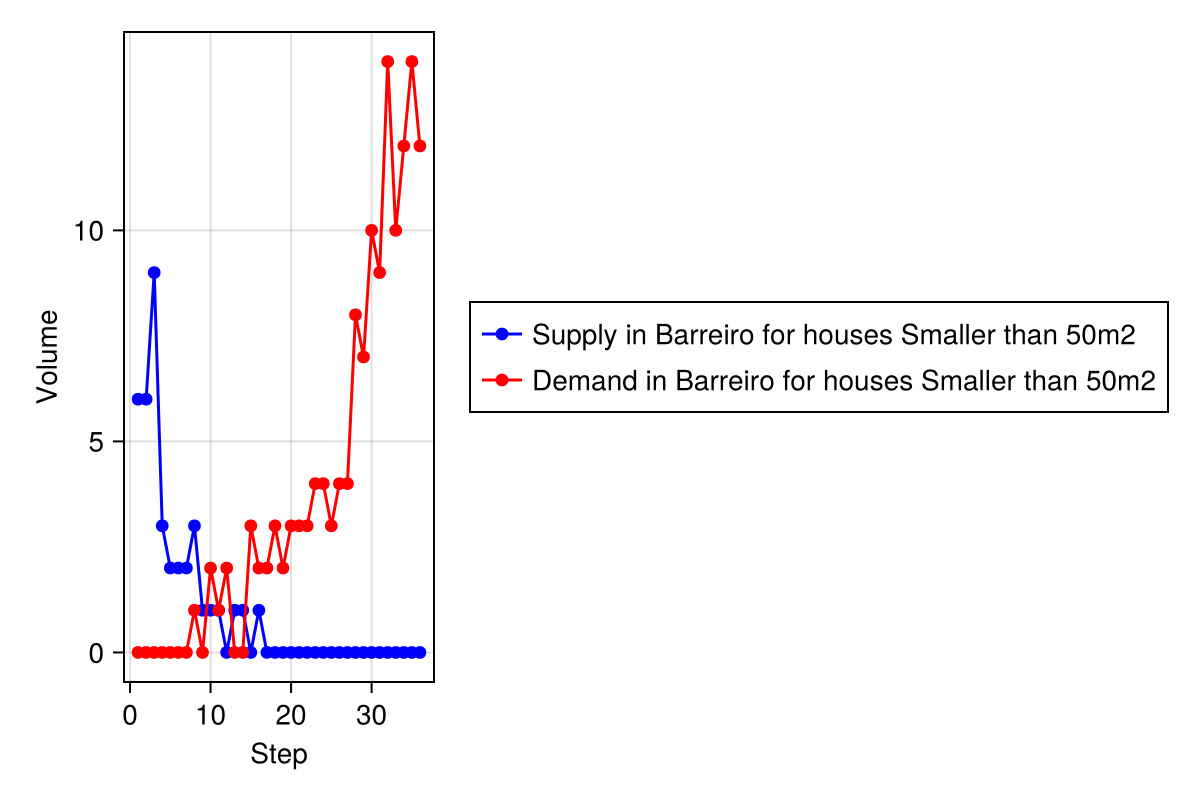 10
5
0
Volume
0 10 20 30
Step
Supply in Barreiro for houses Smaller than 50m2
Demand in Barreiro for houses Smaller than 50m2